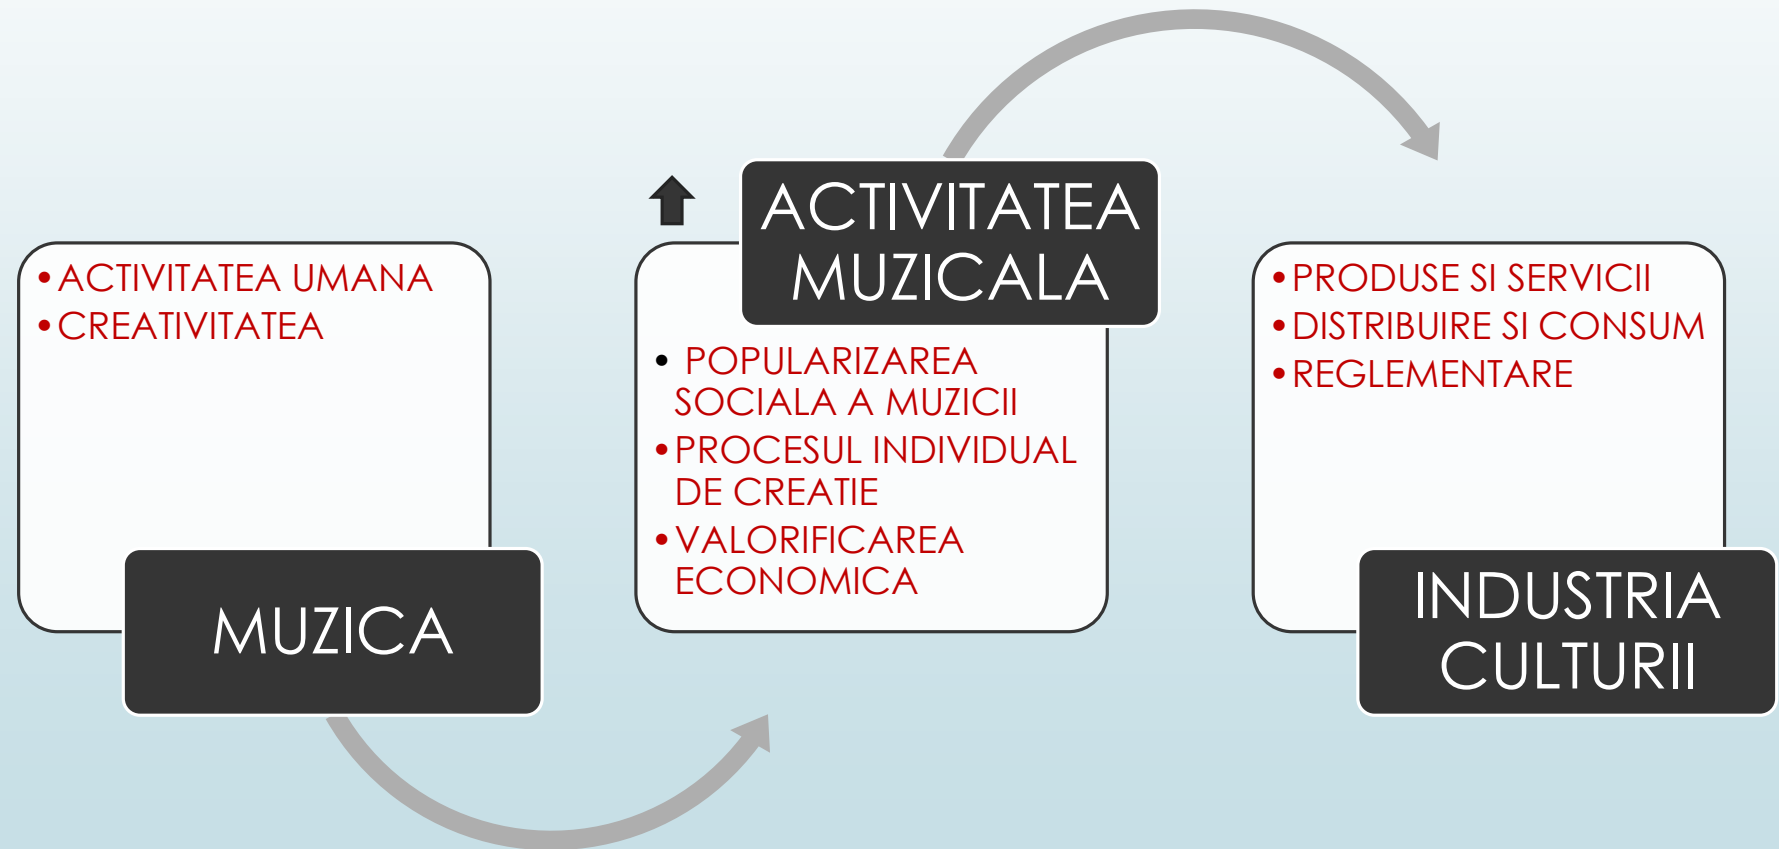 • ACTIVITATEA UMANA
• CREATIVITATEA
MUZICA
ACTIVITATEA
MUZICALA
• POPULARIZAREA
SOCIALA A MUZICII
• PROCESUL INDIVIDUAL
DE CREATIE
• VALORIFICAREA
ECONOMICA
• PRODUSE SI SERVICII
• DISTRIBUIRE SI CONSUM
• REGLEMENTARE
INDUSTRIA
CULTURII